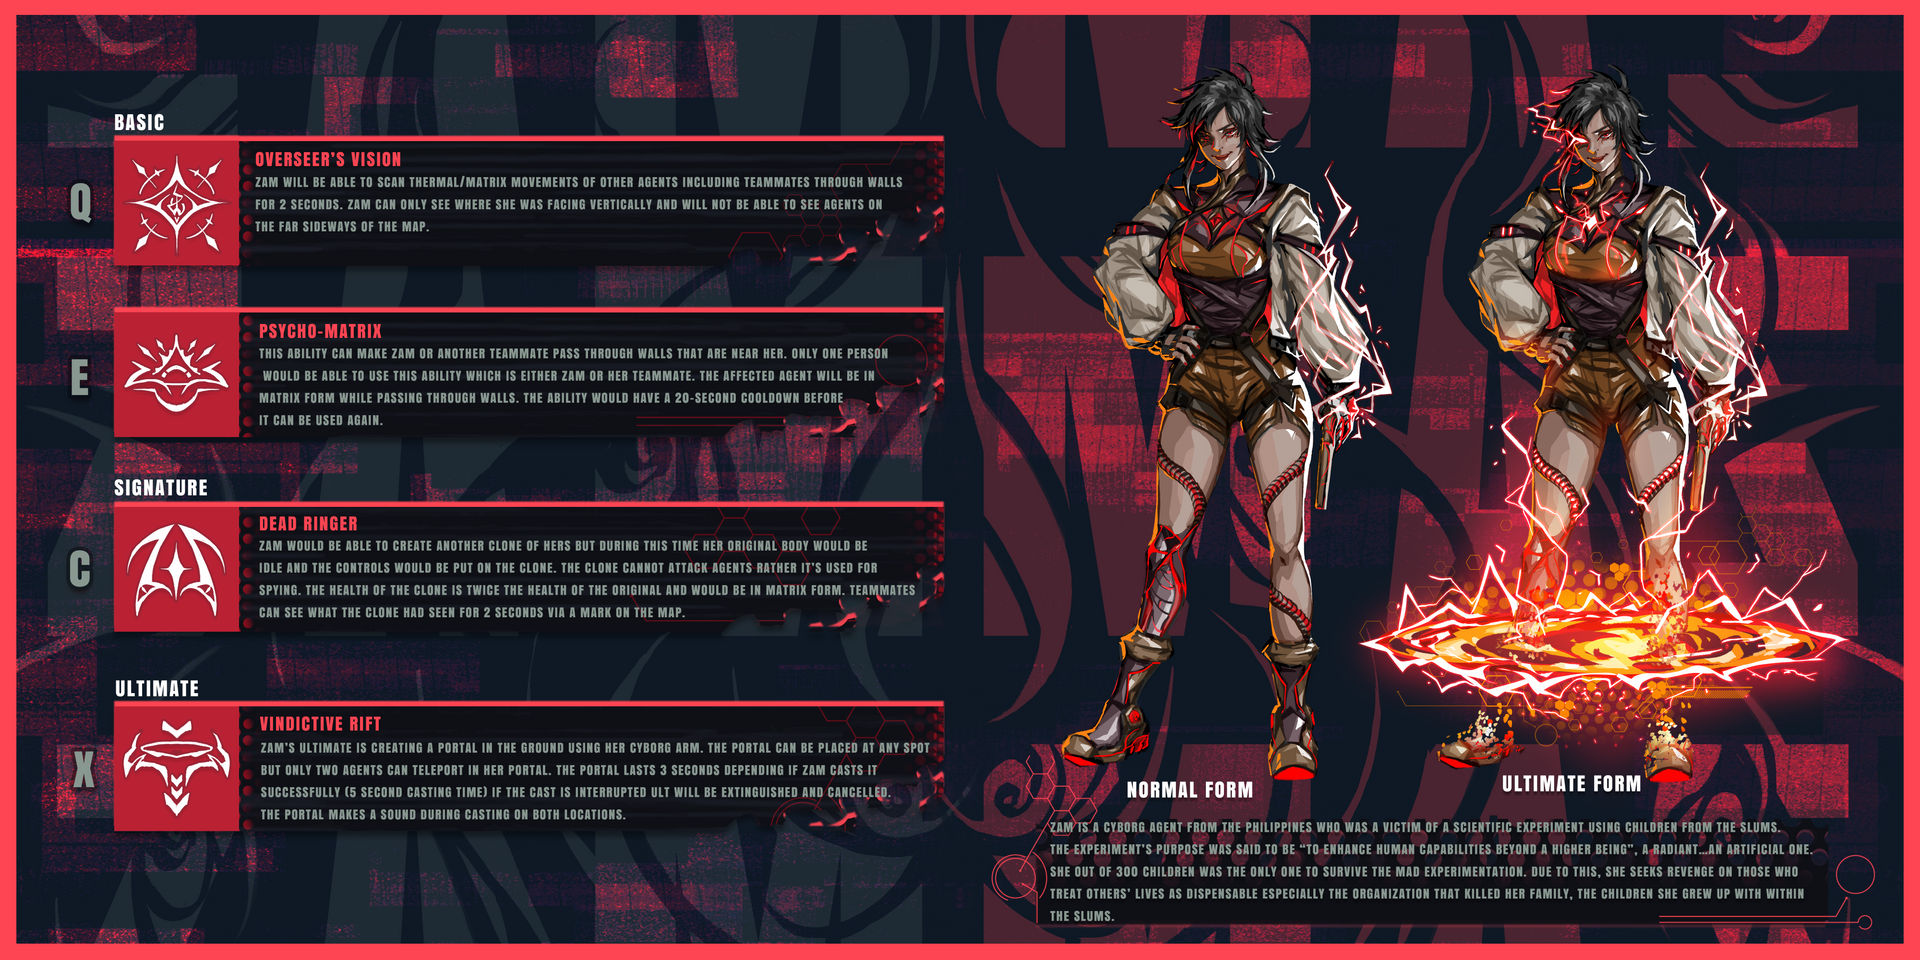 BASIC
Q
OVERSEER'S VISION
ZAM WILL BE ABLE TO SCAN THERMAL/MATRIX MOVEMENTS OF OTHER AGENTS INCLUDING TEAMMATES THROUGH WALLS
FOR 2 SECONDS. ZAM CAN ONLY SEE WHERE SHE WAS FACING VERTICALLY AND WILL NOT BE ABLE TO SEE AGENTS ON
THE FAR SIDEWAYS OF THE MAP.
E
PSYCHO-MATRIX
THIS ABILITY CAN MAKE ZAM OR ANOTHER TEAMMATE PASS THROUGH WALLS THAT ARE NEAR HER. ONLY ONE PERSON
WOULD BE ABLE TO USE THIS ABILITY WHICH IS EITHER ZAM OR HER TEAMMATE. THE AFFECTED AGENT WILL BE IN
MATRIX FORM WHILE PASSING THROUGH WALLS. THE ABILITY WOULD HAVE A 20-SECOND COOLDOWN BEFORE
IT CAN BE USED AGAIN.
SIGNATURE
C
DEAD RINGER
ZAM WOULD BE ABLE TO CREATE ANOTHER CLONE OF HERS BUT DURING THIS TIME HER ORIGINAL BODY WOULD BE
IDLE AND THE CONTROLS WOULD BE PUT ON THE CLONE. THE CLONE CANNOT ATTACK AGENTS RATHER IT'S USED FOR
SPYING. THE HEALTH OF THE CLONE IS TWICE THE HEALTH OF THE ORIGINAL AND WOULD BE IN MATRIX FORM. TEAMMATES
CAN SEE WHAT THE CLONE HAD SEEN FOR 2 SECONDS VIA A MARK ON THE MAP.
ULTIMATE
X
VINDICTIVE RIFT
ZAM'S ULTIMATE IS CREATING A PORTAL IN THE GROUND USING HER CYBORG ARM. THE PORTAL CAN BE PLACED AT ANY SPOT
BUT ONLY TWO AGENTS CAN TELEPORT IN HER PORTAL. THE PORTAL LASTS 3 SECONDS DEPENDING IF ZAM CASTS IT
SUCCESSFULLY (5 SECOND CASTING TIME) IF THE CAST IS INTERRUPTED ULT WILL BE EXTINGUISHED AND CANCELLED.
THE PORTAL MAKES A SOUND DURING CASTING ON BOTH LOCATIONS.
NORMAL FORM
ULTIMATE FORM
ZAM IS A CYBORG AGENT FROM THE PHILIPPINES WHO WAS A VICTIM OF A SCIENTIFIC EXPERIMENT USING CHILDREN FROM THE SLUMS.
THE EXPERIMENT'S PURPOSE WAS SAID TO BE "TO ENHANCE HUMAN CAPABILITIES BEYOND A HIGHER BEING", A RADIANT...AN ARTIFICIAL ONE.
SHE OUT OF 300 CHILDREN WAS THE ONLY ONE TO SURVIVE THE MAD EXPERIMENTATION. DUE TO THIS, SHE SEEKS REVENGE ON THOSE WHO
TREAT OTHERS' LIVES AS DISPENSABLE ESPECIALLY THE ORGANIZATION THAT KILLED HER FAMILY, THE CHILDREN SHE GREW UP WITH WITHIN
THE SLUMS.